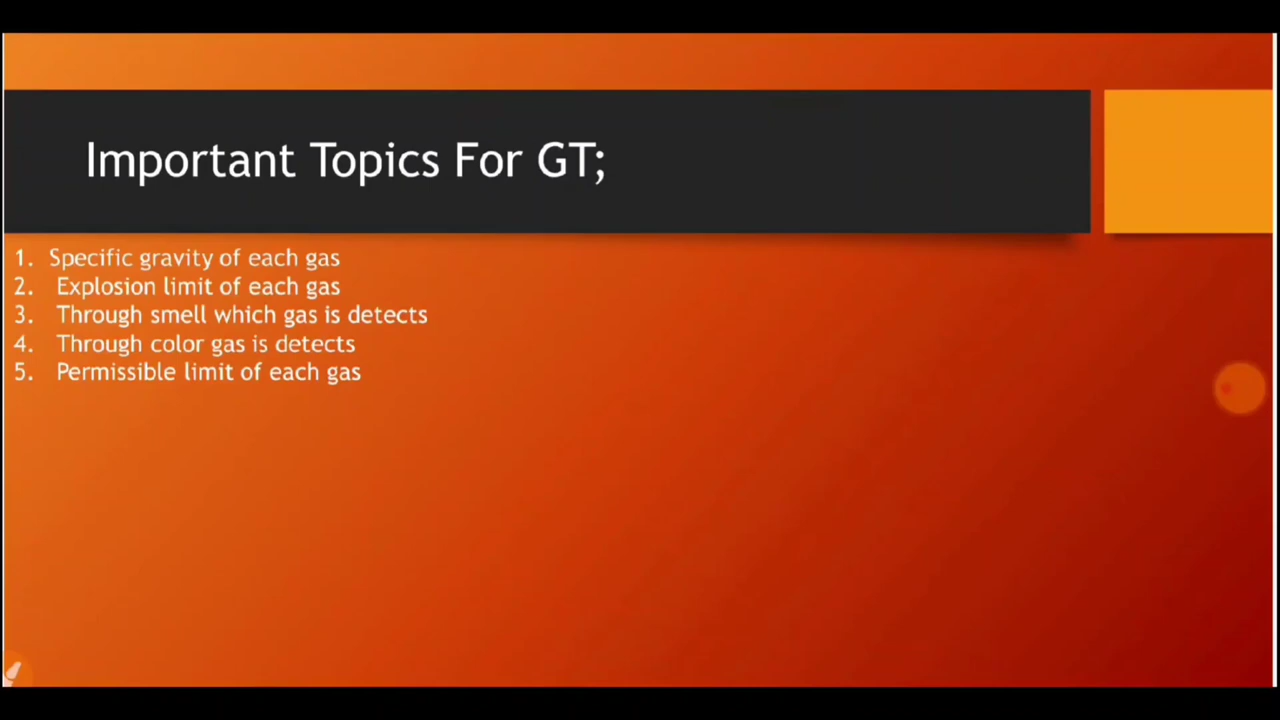 Important Topics For GT;
1. Specific gravity of each gas
2. Explosion limit of each gas
3. Through smell which gas is detects
4. Through color gas is detects
5. Permissible limit of each gas